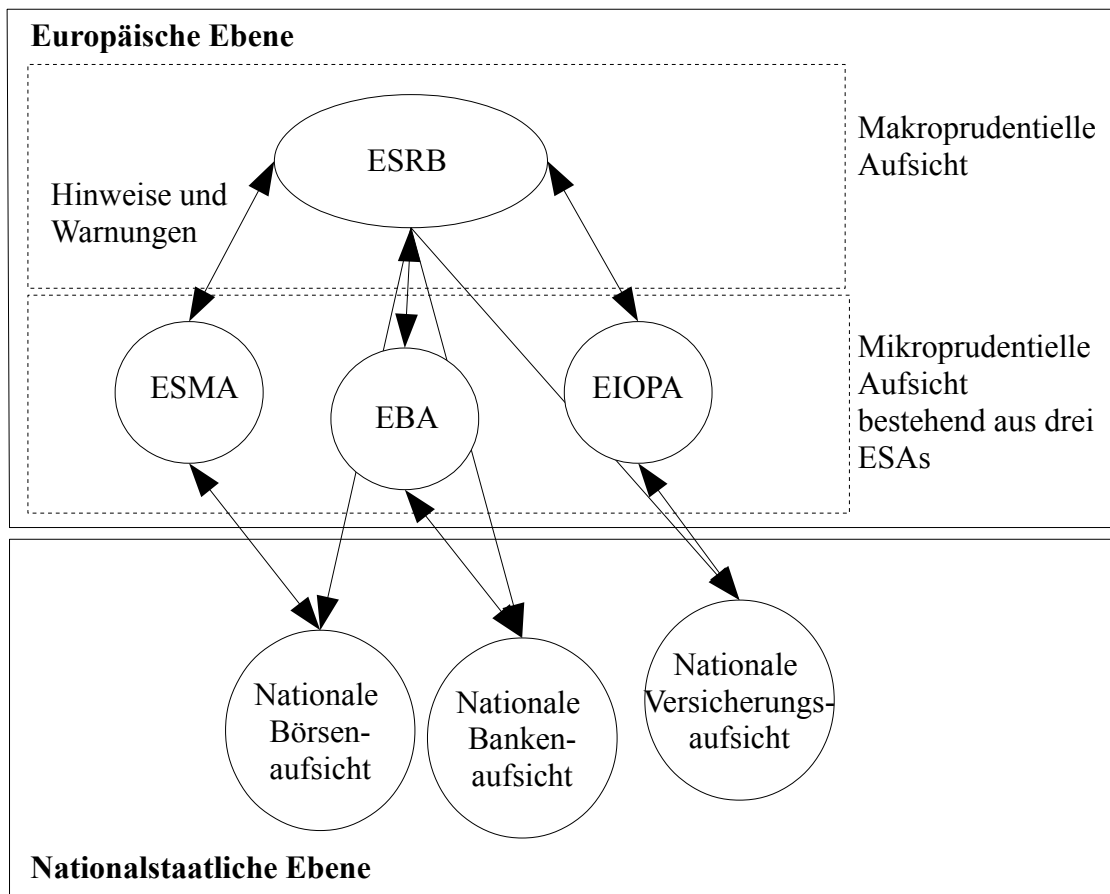 Europäische Ebene
ESRB
Makroprudentielle
Aufsicht
Hinweise und
Warnungen
ESMA
EBA
EIOPA
Mikroprudentielle
Aufsicht
bestehend aus drei
ESAs
Nationale
Börsen-
aufsicht
Nationale
Banken-
aufsicht
Nationale
Versicherungs-
aufsicht
Nationalstaatliche Ebene